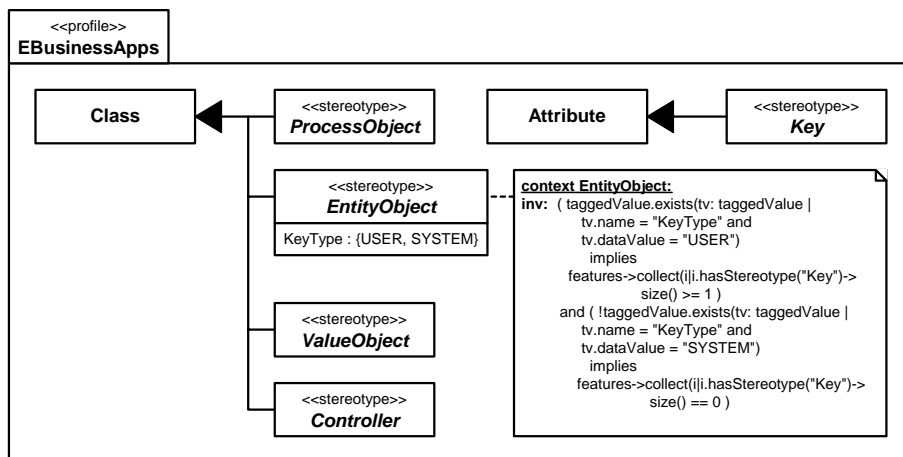 <<profile>>
EBusinessApps
Class
<<stereotype>>
ProcessObject
Attribute
<<stereotype>>
Key
<<stereotype>>
EntityObject
KeyType : {USER, SYSTEM}
context EntityObject:
inv: ( taggedValue.exists(tv: taggedValue |
tv.name = "KeyType" and
tv.dataValue = "USER")
implies
features->collect(i|i.hasStereotype("Key")->
size() >= 1 )
and ( !taggedValue.exists(tv: taggedValue |
tv.name = "KeyType" and
tv.dataValue = "SYSTEM")
implies
features->collect(i|i.hasStereotype("Key")->
size() == 0 )
<<stereotype>>
ValueObject
<<stereotype>>
Controller